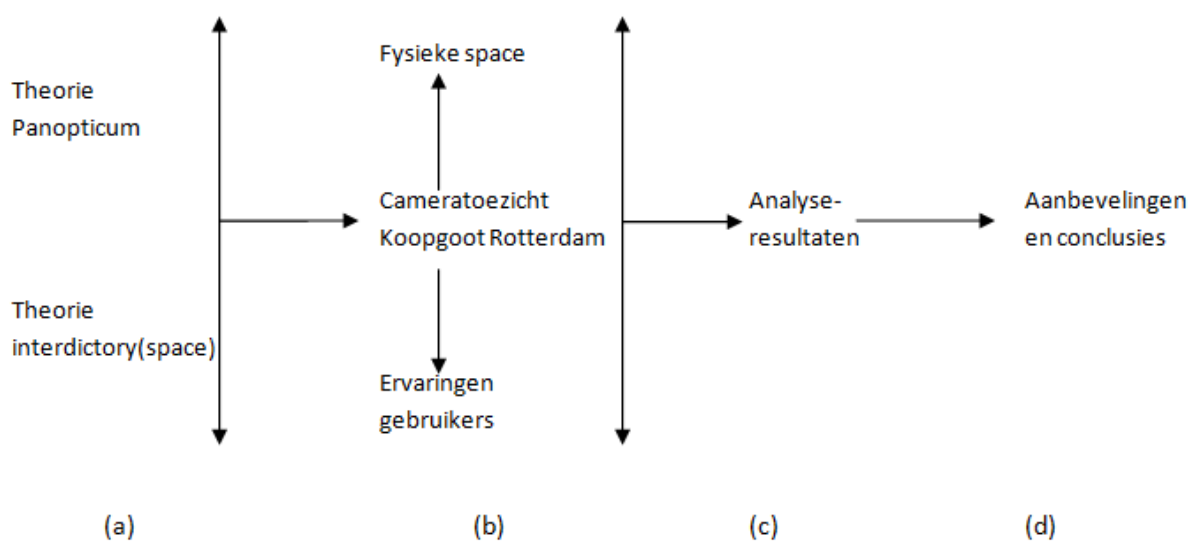 Theorie
Panopticum
Theorie
interdictory(space)
Fysieke space
Cameratoezicht
Koopgoot Rotterdam
Ervaringen
gebruikers
Analyse-
resultaten
Aanbevelingen
en conclusies
(a)
(b)
(c)
(d)